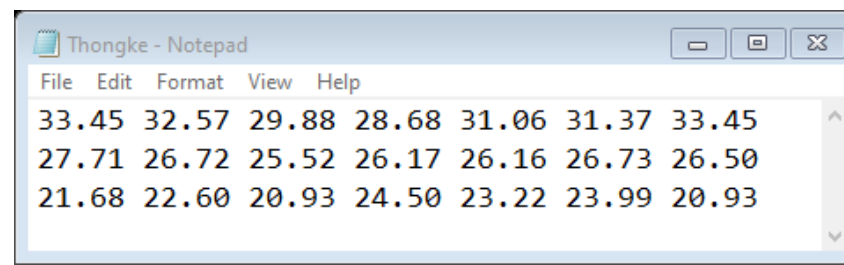 Thongke - Notepad
File Edit Format View Help
33.45 32.57 29.88 28.68 31.06 31.37 33.45
27.71 26.72 25.52 26.17 26.16 26.73 26.50
21.68 22.60 20.93 24.50 23.22 23.99 20.93